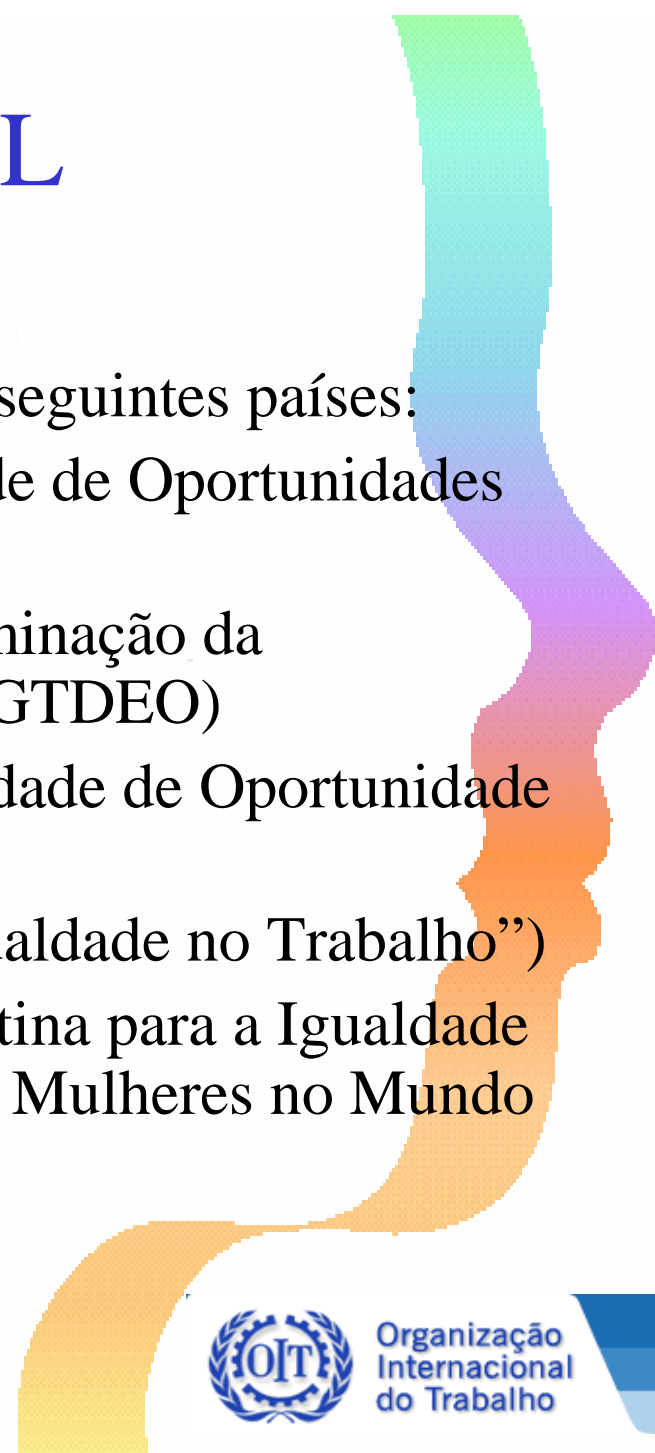 L
seguintes países:
de de Oportunidades
minação da
GTDEO)
dade de Oportunidade
ualdade no Trabalho”)
tina para a Igualdade
Mulheres no Mundo
OIT
Organização
Internacional
do Trabalho